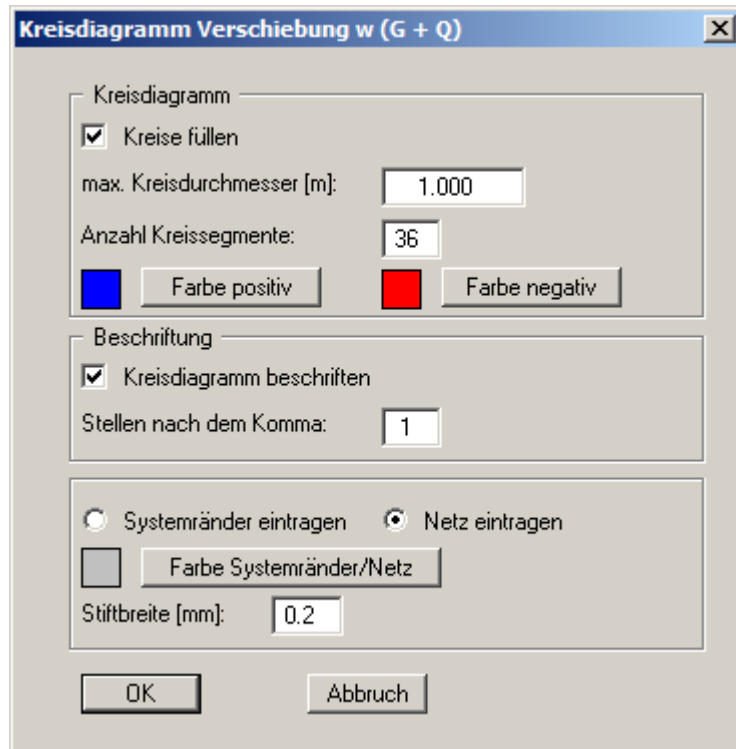 Kreisdiagramm Verschiebung w (G + Q)
Kreisdiagramm
Kreise füllen
max. Kreisdurchmesser [m]: 1.000
Anzahl Kreissegmente: 36
Farbe positiv Farbe negativ
Beschriftung
Kreisdiagramm beschriften
Stellen nach dem Komma: 1
Systemränder eintragen Netz eintragen
Farbe Systemränder/Netz
Stiftbreite [mm]: 0.2
OK Abbruch